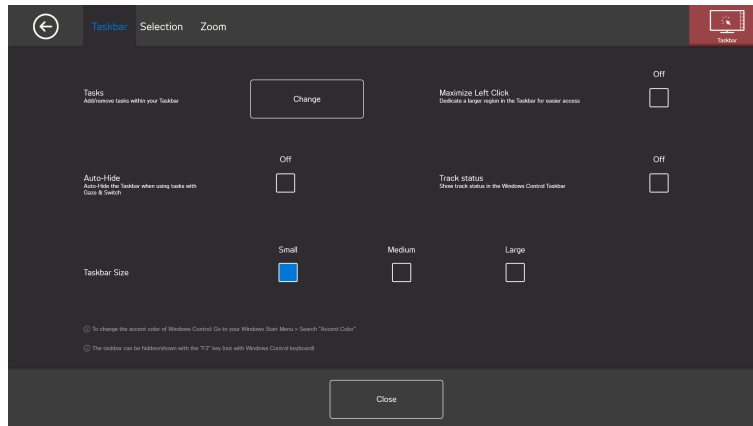 Taskbar Selection Zoom
Taskbar
Off
Tasks
Add/remove tasks within your Taskbar
Change
Maximize Left Click
Dedicate a larger region in the Taskbar for easier access
Off
Off
Auto-Hide
Auto-Hide the Taskbar when using tasks with
Gaze & Switch
Track status
Show track status in the Windows Control Taskbar
Small Medium Large
Taskbar Size
To change the accent color of Windows Control: Go to your Windows Start Menu > Search "Accent Color"
The taskbar can be hidden/shown with the "F2" key (not with Windows Control keyboard)
Close